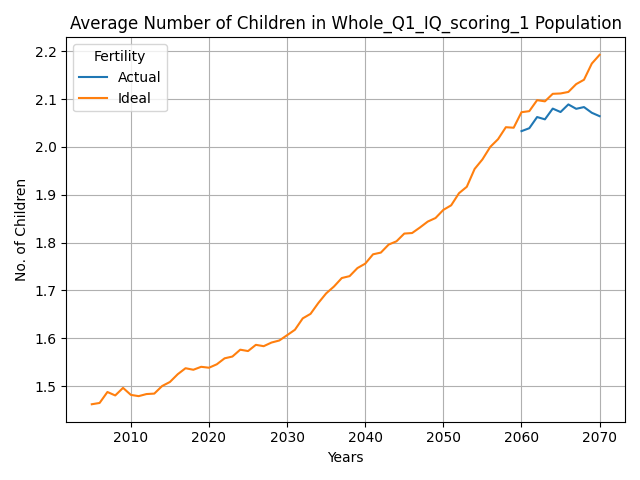 Average Number of Children in Whole_Q1_IQ_scoring_1 Population
Fertility
Actual
Ideal
No. of Children
2.2
2.1
2.0
1.9
1.8
1.7
1.6
1.5
2010 2020 2030 2040 2050 2060 2070
Years